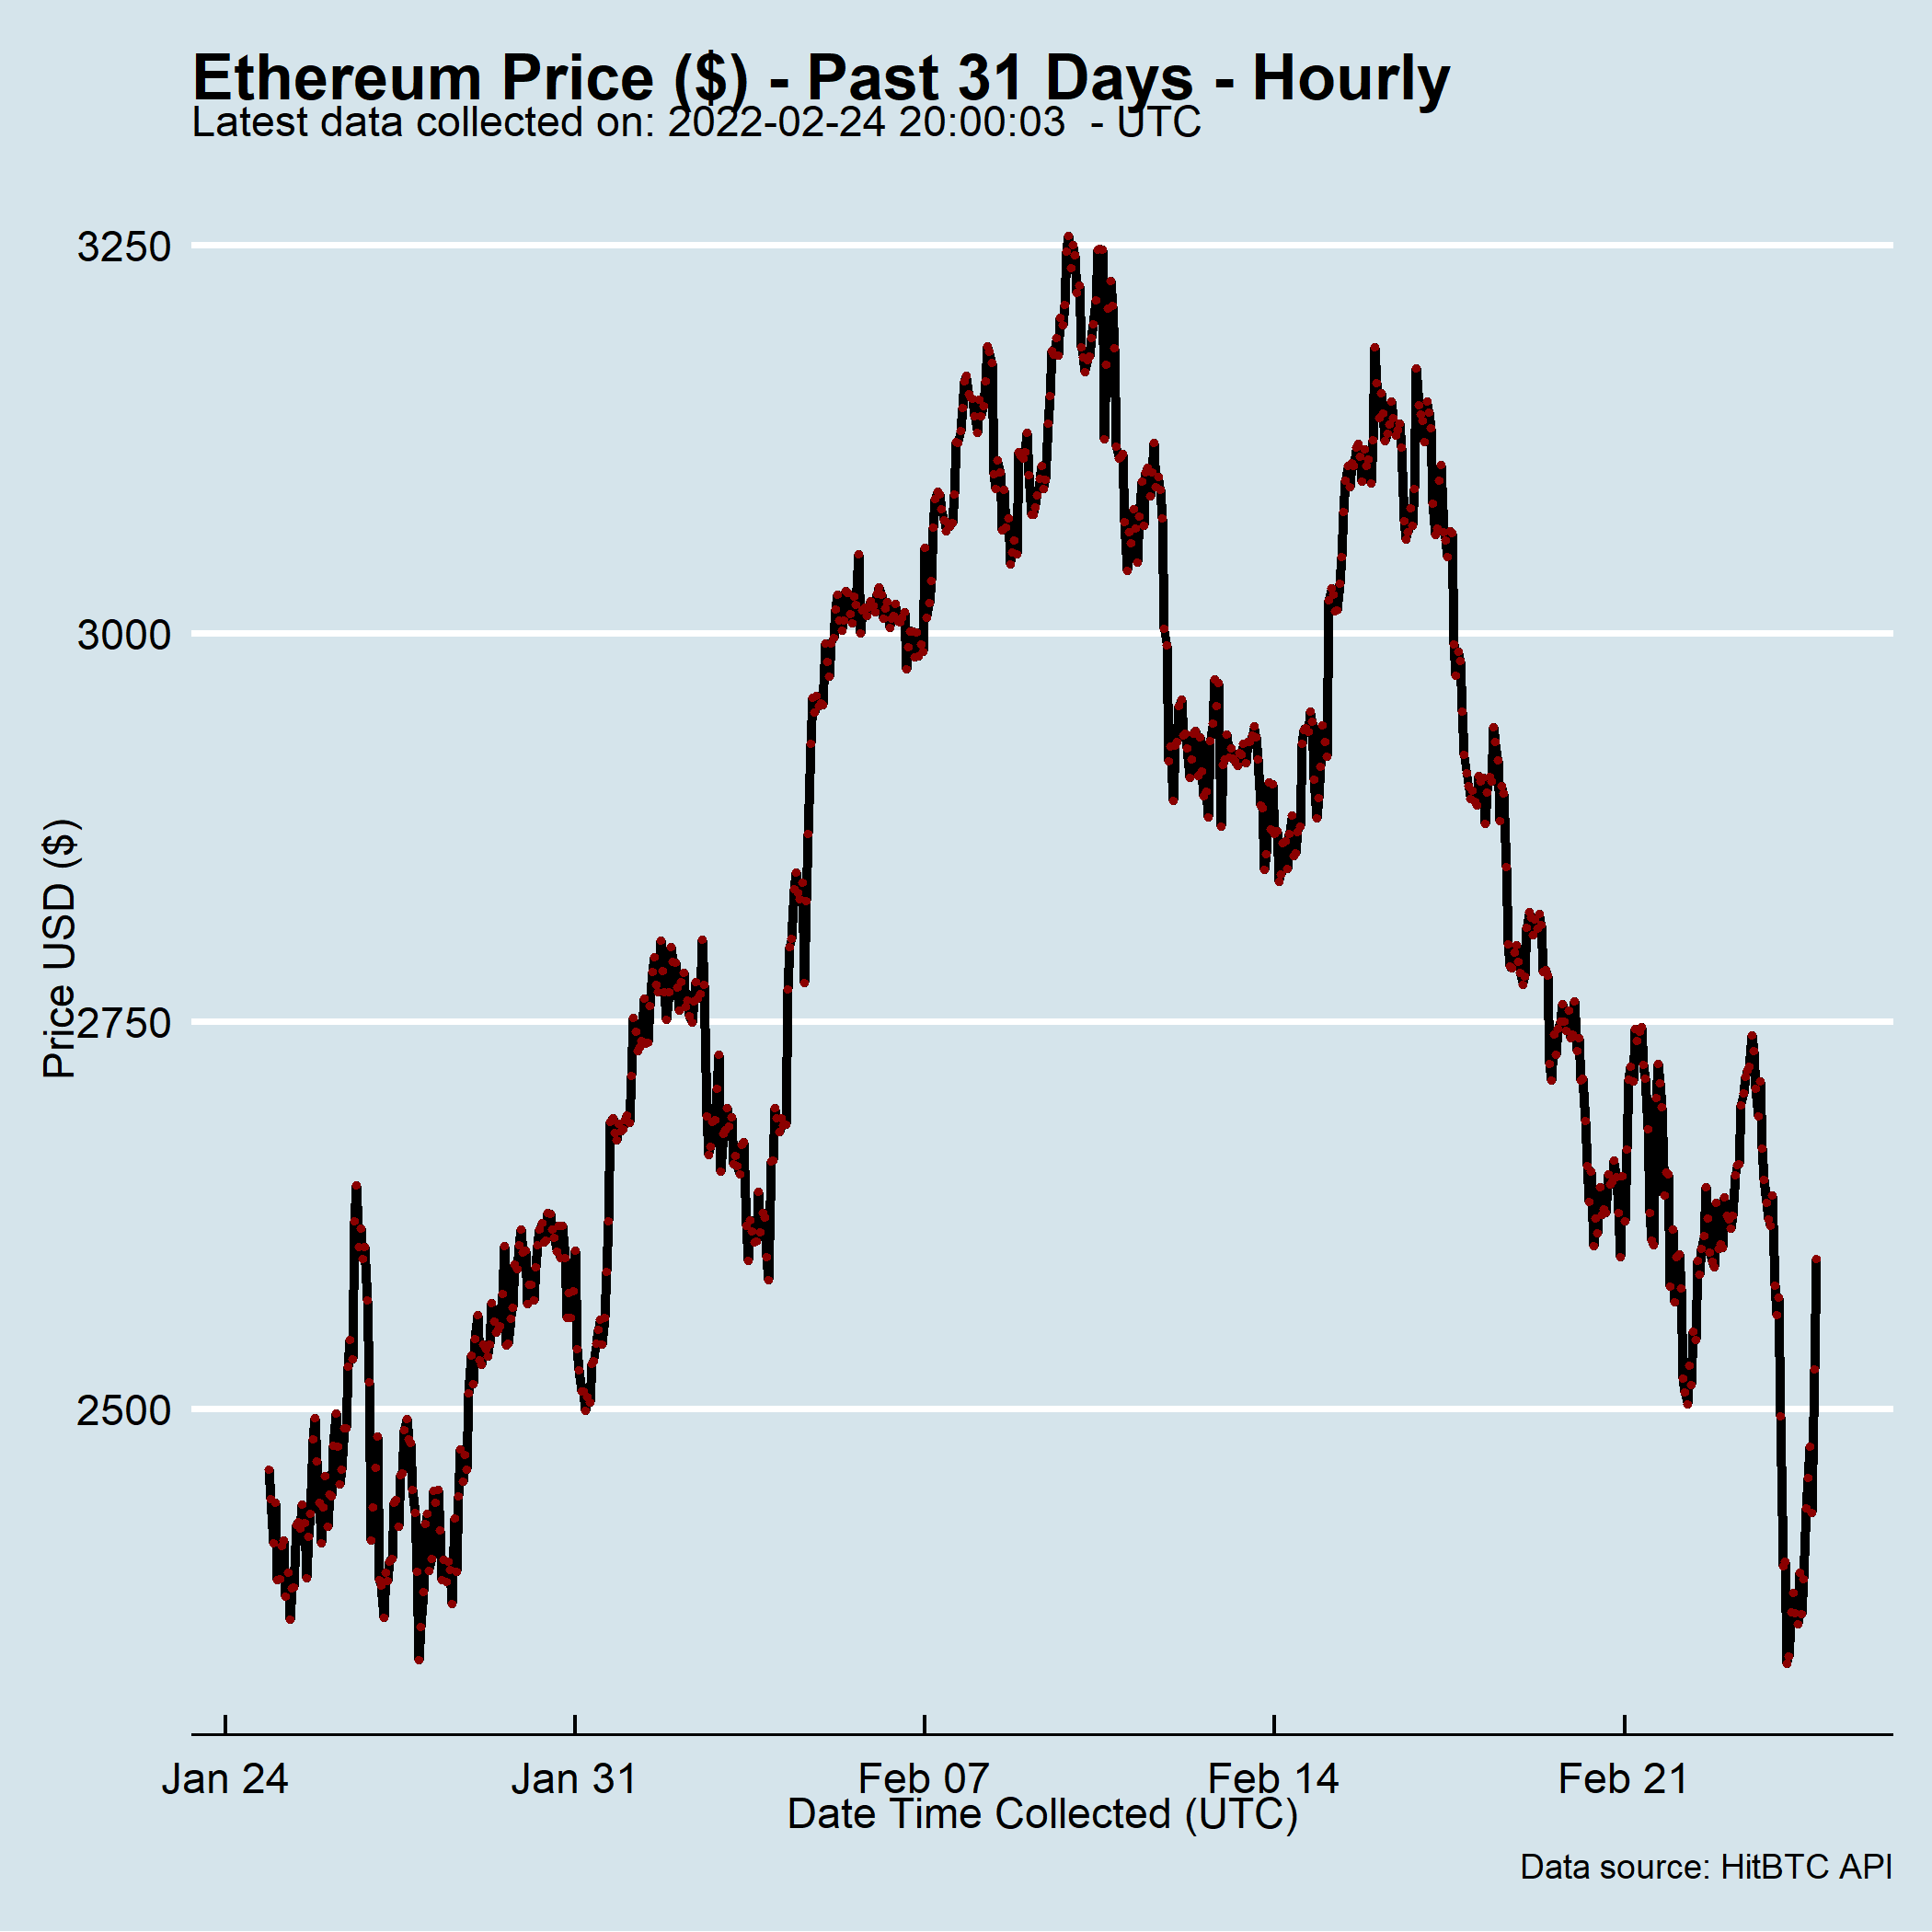 Ethereum Price ($) - Past 31 Days - Hourly
Latest data collected on: 2022-02-24 20:00:03  - UTC
3250
3000
2750
2500
Price USD ($)
Jan 24
Jan 31
Feb 07
Feb 14
Feb 21
Date Time Collected (UTC)
Data source: HitBTC API